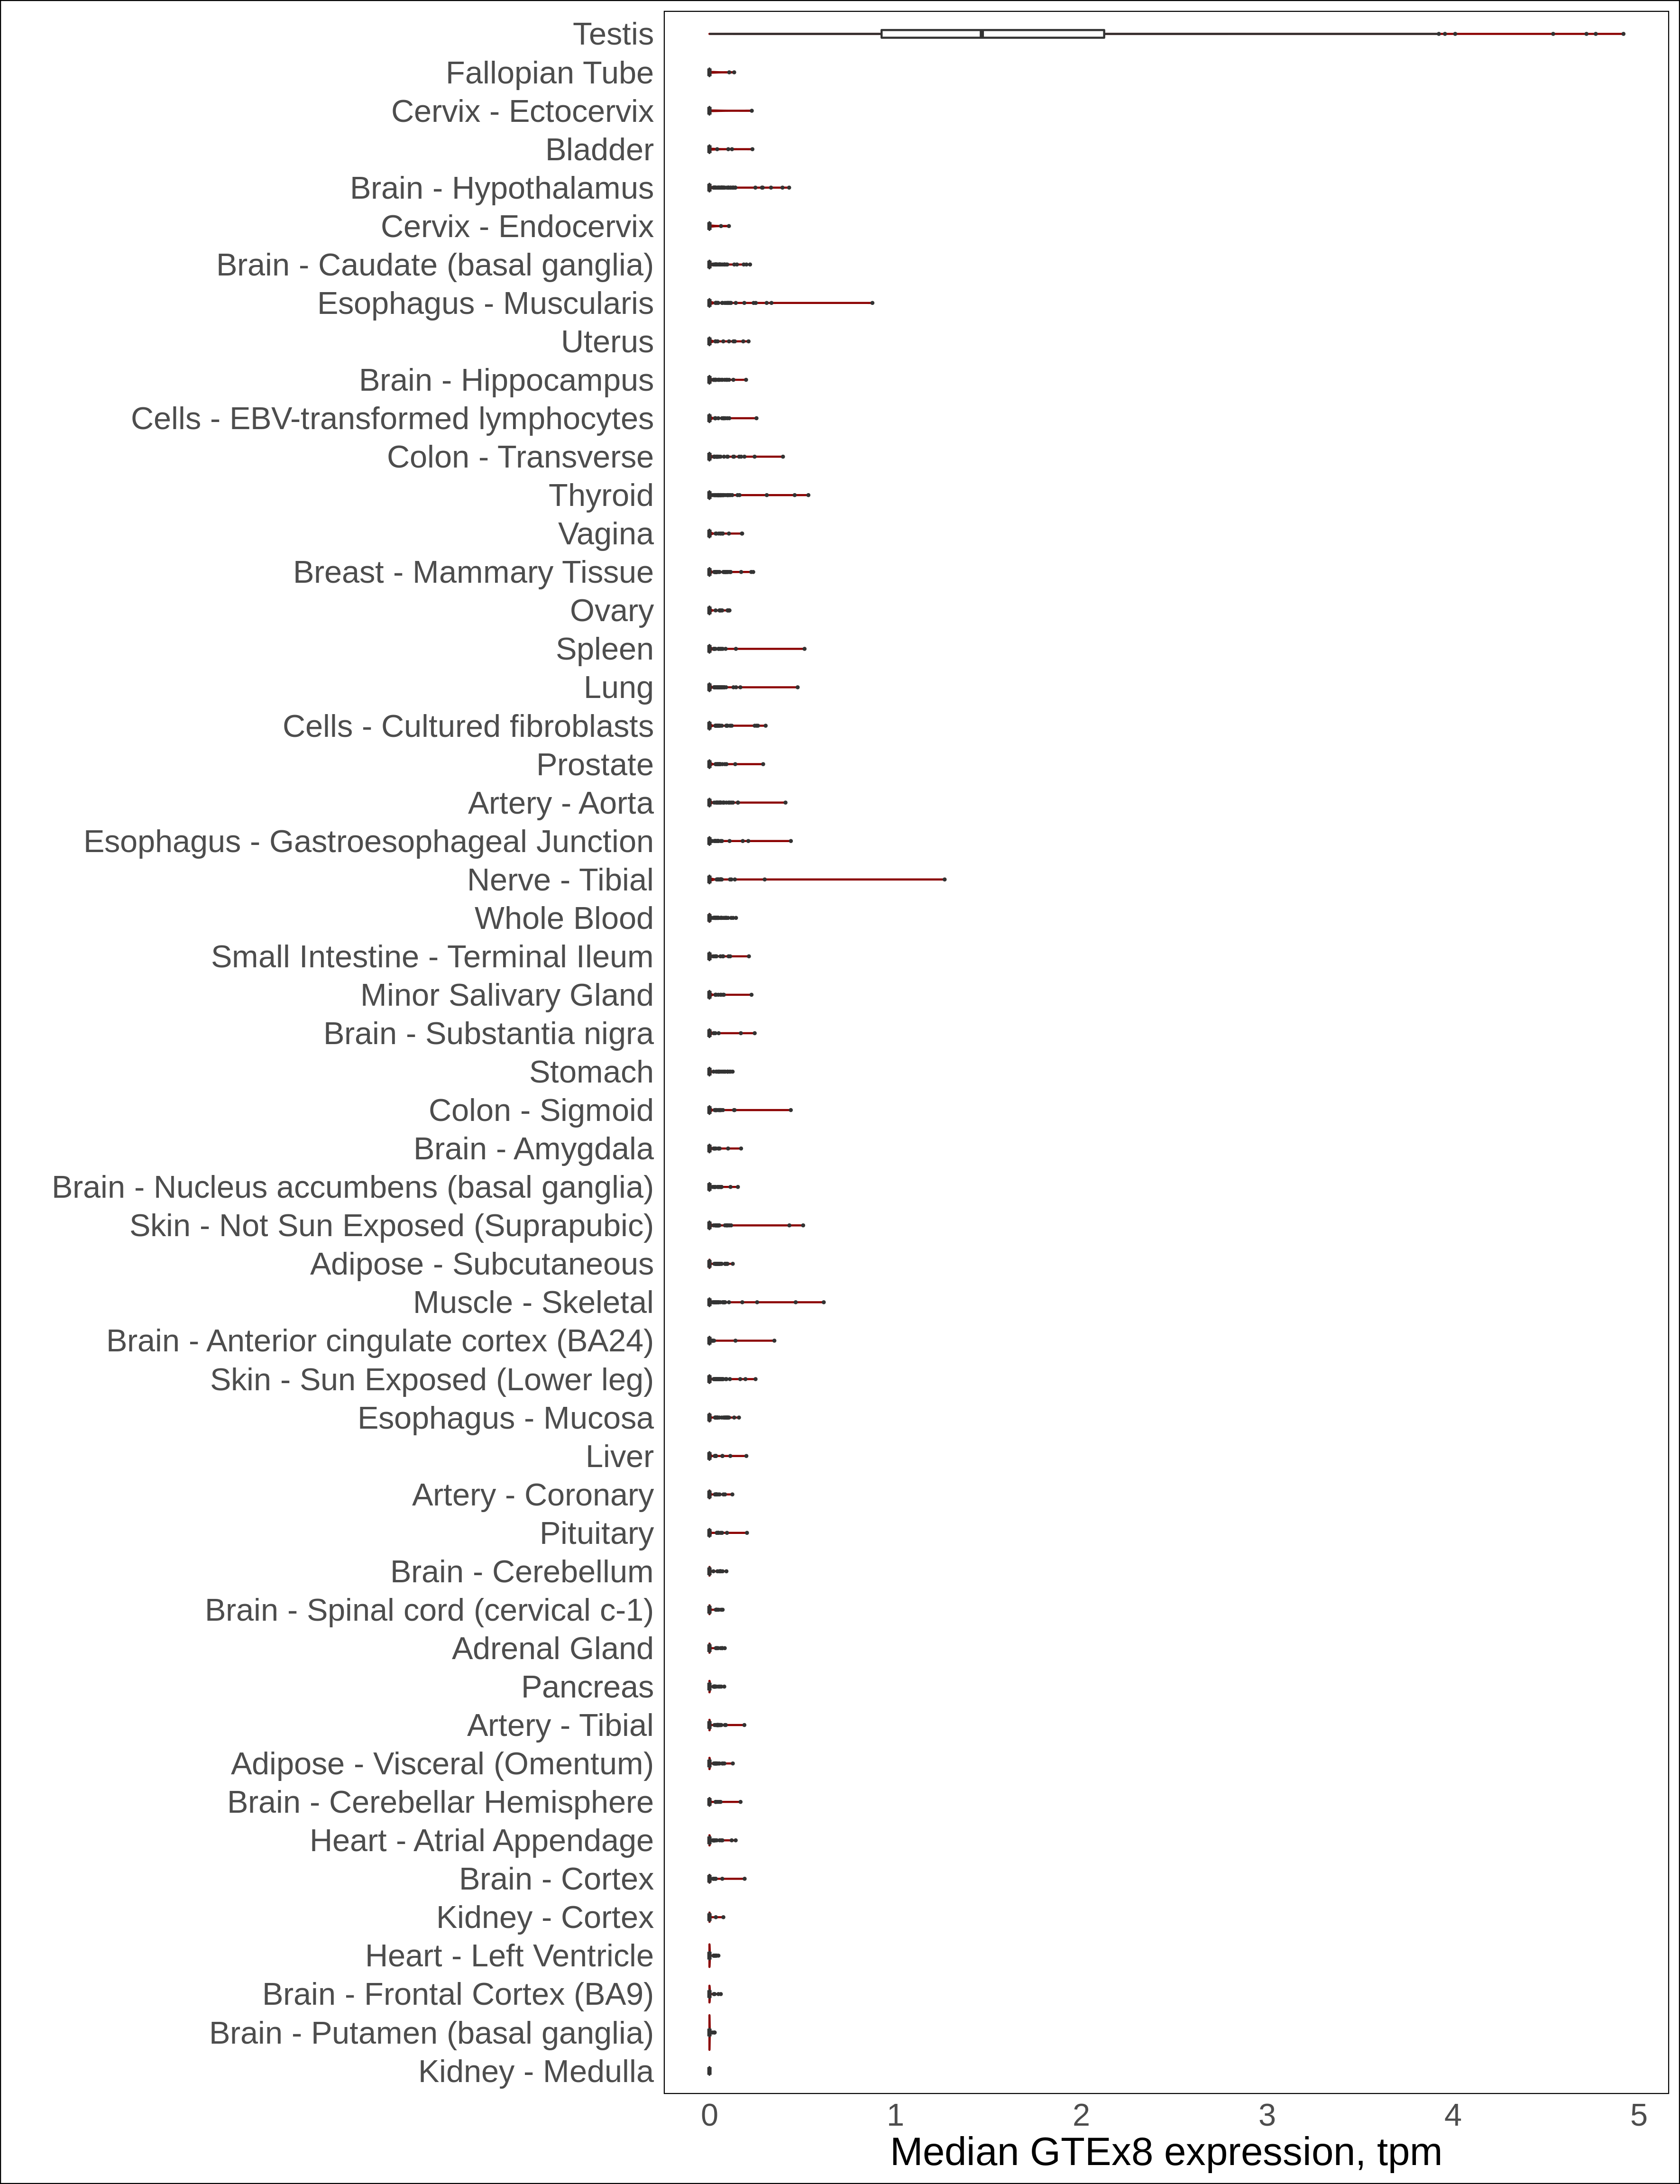 Testis
Fallopian Tube
Cervix - Ectocervix
Bladder
Brain - Hypothalamus
Cervix - Endocervix
Brain - Caudate (basal ganglia)
Esophagus - Muscularis
Uterus
Brain - Hippocampus
Cells - EBV-transformed lymphocytes
Colon - Transverse
Thyroid
Vagina
Breast - Mammary Tissue
Ovary
Spleen
Lung
Cells - Cultured fibroblasts
Prostate
Artery - Aorta
Esophagus - Gastroesophageal Junction
Nerve - Tibial
Whole Blood
Small Intestine - Terminal Ileum
Minor Salivary Gland
Brain - Substantia nigra
Stomach
Colon - Sigmoid
Brain - Amygdala
Brain - Nucleus accumbens (basal ganglia)
Skin - Not Sun Exposed (Suprapubic)
Adipose - Subcutaneous
Muscle - Skeletal
Brain - Anterior cingulate cortex (BA24)
Skin - Sun Exposed (Lower leg)
Esophagus - Mucosa
Liver
Artery - Coronary
Pituitary
Brain - Cerebellum
Brain - Spinal cord (cervical c-1)
Adrenal Gland
Pancreas
Artery - Tibial
Adipose - Visceral (Omentum)
Brain - Cerebellar Hemisphere
Heart - Atrial Appendage
Brain - Cortex
Kidney - Cortex
Heart - Left Ventricle
Brain - Frontal Cortex (BA9)
Brain - Putamen (basal ganglia)
Kidney - Medulla
0 1 2 3 4 5
Median GTEx8 expression, tpm